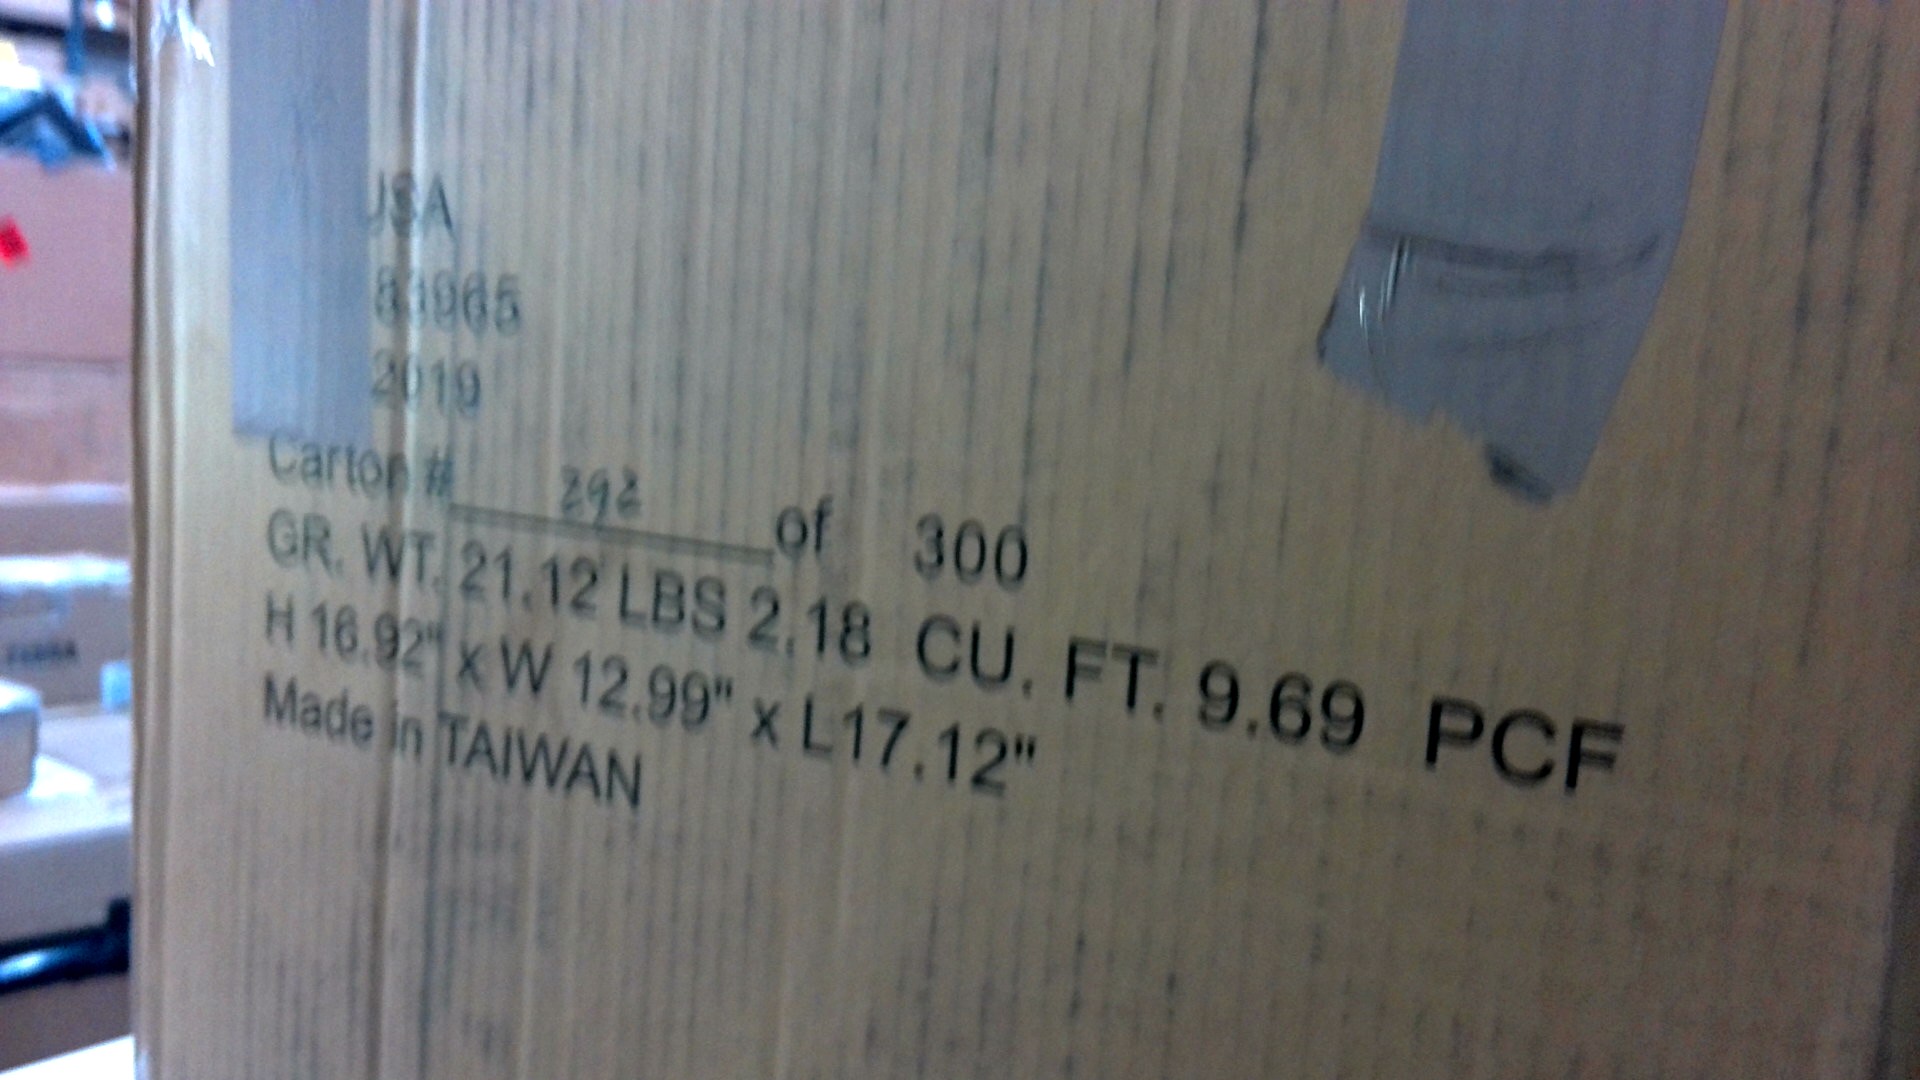 USA
83965
2019
Carton # 292 of 300
GR. WT. 21.12 LBS 2.18 CU. FT. 9.69 PCF
H 16.92" x W 12.99" x L17.12"
Made in TAIWAN